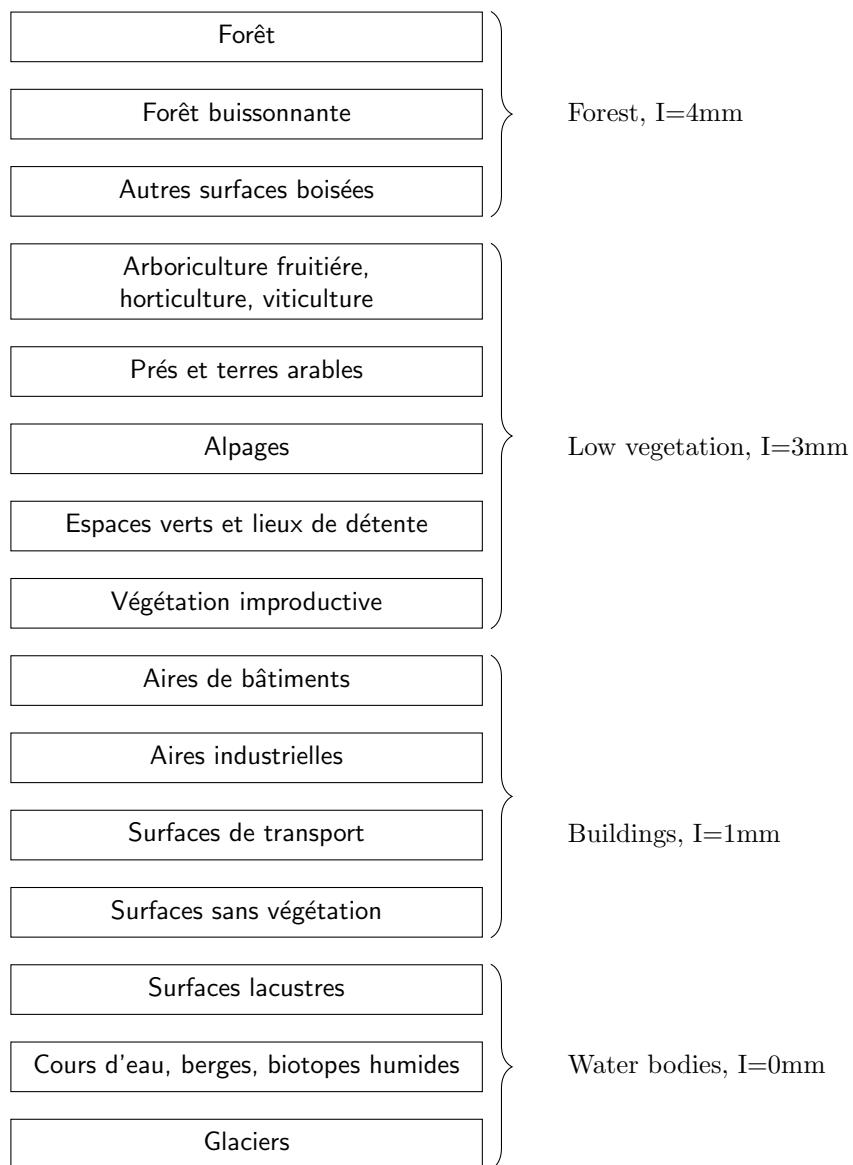 Forêt
Forêt buissonnante
Forest, I=4mm
Autres surfaces boisées
Arboriculture fruitiére,
horticulture, viticulture
Prés et terres arables
Alpages
Low vegetation, I=3mm
Espaces verts et lieux de détente
Végétation improductive
Aires de bâtiments
Aires industrielles
Surfaces de transport
Buildings, I=1mm
Surfaces sans végétation
Surfaces lacustres
Cours d'eau, berges, biotopes humides
Water bodies, I=0mm
Glaciers